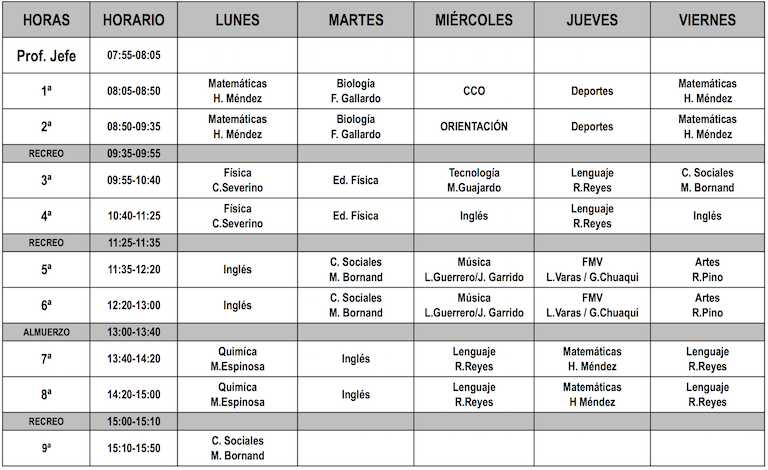 HORAS HORARIO LUNES MARTES MIÉRCOLES JUEVES VIERNES
Prof. Jefe 07:55-08:05
1ª 08:05-08:50 Matemáticas H. Méndez Biología F. Gallardo CCO Deportes Matemáticas H. Méndez
2ª 08:50-09:35 Matemáticas H. Méndez Biología F. Gallardo ORIENTACIÓN Deportes Matemáticas H. Méndez
RECREO 09:35-09:55
3ª 09:55-10:40 Física C.Severino Ed. Física Tecnología M.Guajardo Lenguaje R.Reyes C. Sociales M. Bornand
4ª 10:40-11:25 Física C.Severino Ed. Física Inglés Lenguaje R.Reyes Inglés
RECREO 11:25-11:35
5ª 11:35-12:20 Inglés C. Sociales M. Bornand Música L.Guerrero/J. Garrido FMV L.Varas / G.Chuaqui Artes R.Pino
6ª 12:20-13:00 Inglés C. Sociales M. Bornand Música L.Guerrero/J. Garrido FMV L.Varas / G.Chuaqui Artes R.Pino
ALMUERZO 13:00-13:40
7ª 13:40-14:20 Quimíca M.Espinosa Inglés Lenguaje R.Reyes Matemáticas H. Méndez Lenguaje R.Reyes
8ª 14:20-15:00 Quimíca M.Espinosa Inglés Lenguaje R.Reyes Matemáticas H Méndez Lenguaje R.Reyes
RECREO 15:00-15:10
9ª 15:10-15:50 C. Sociales M. Bornand